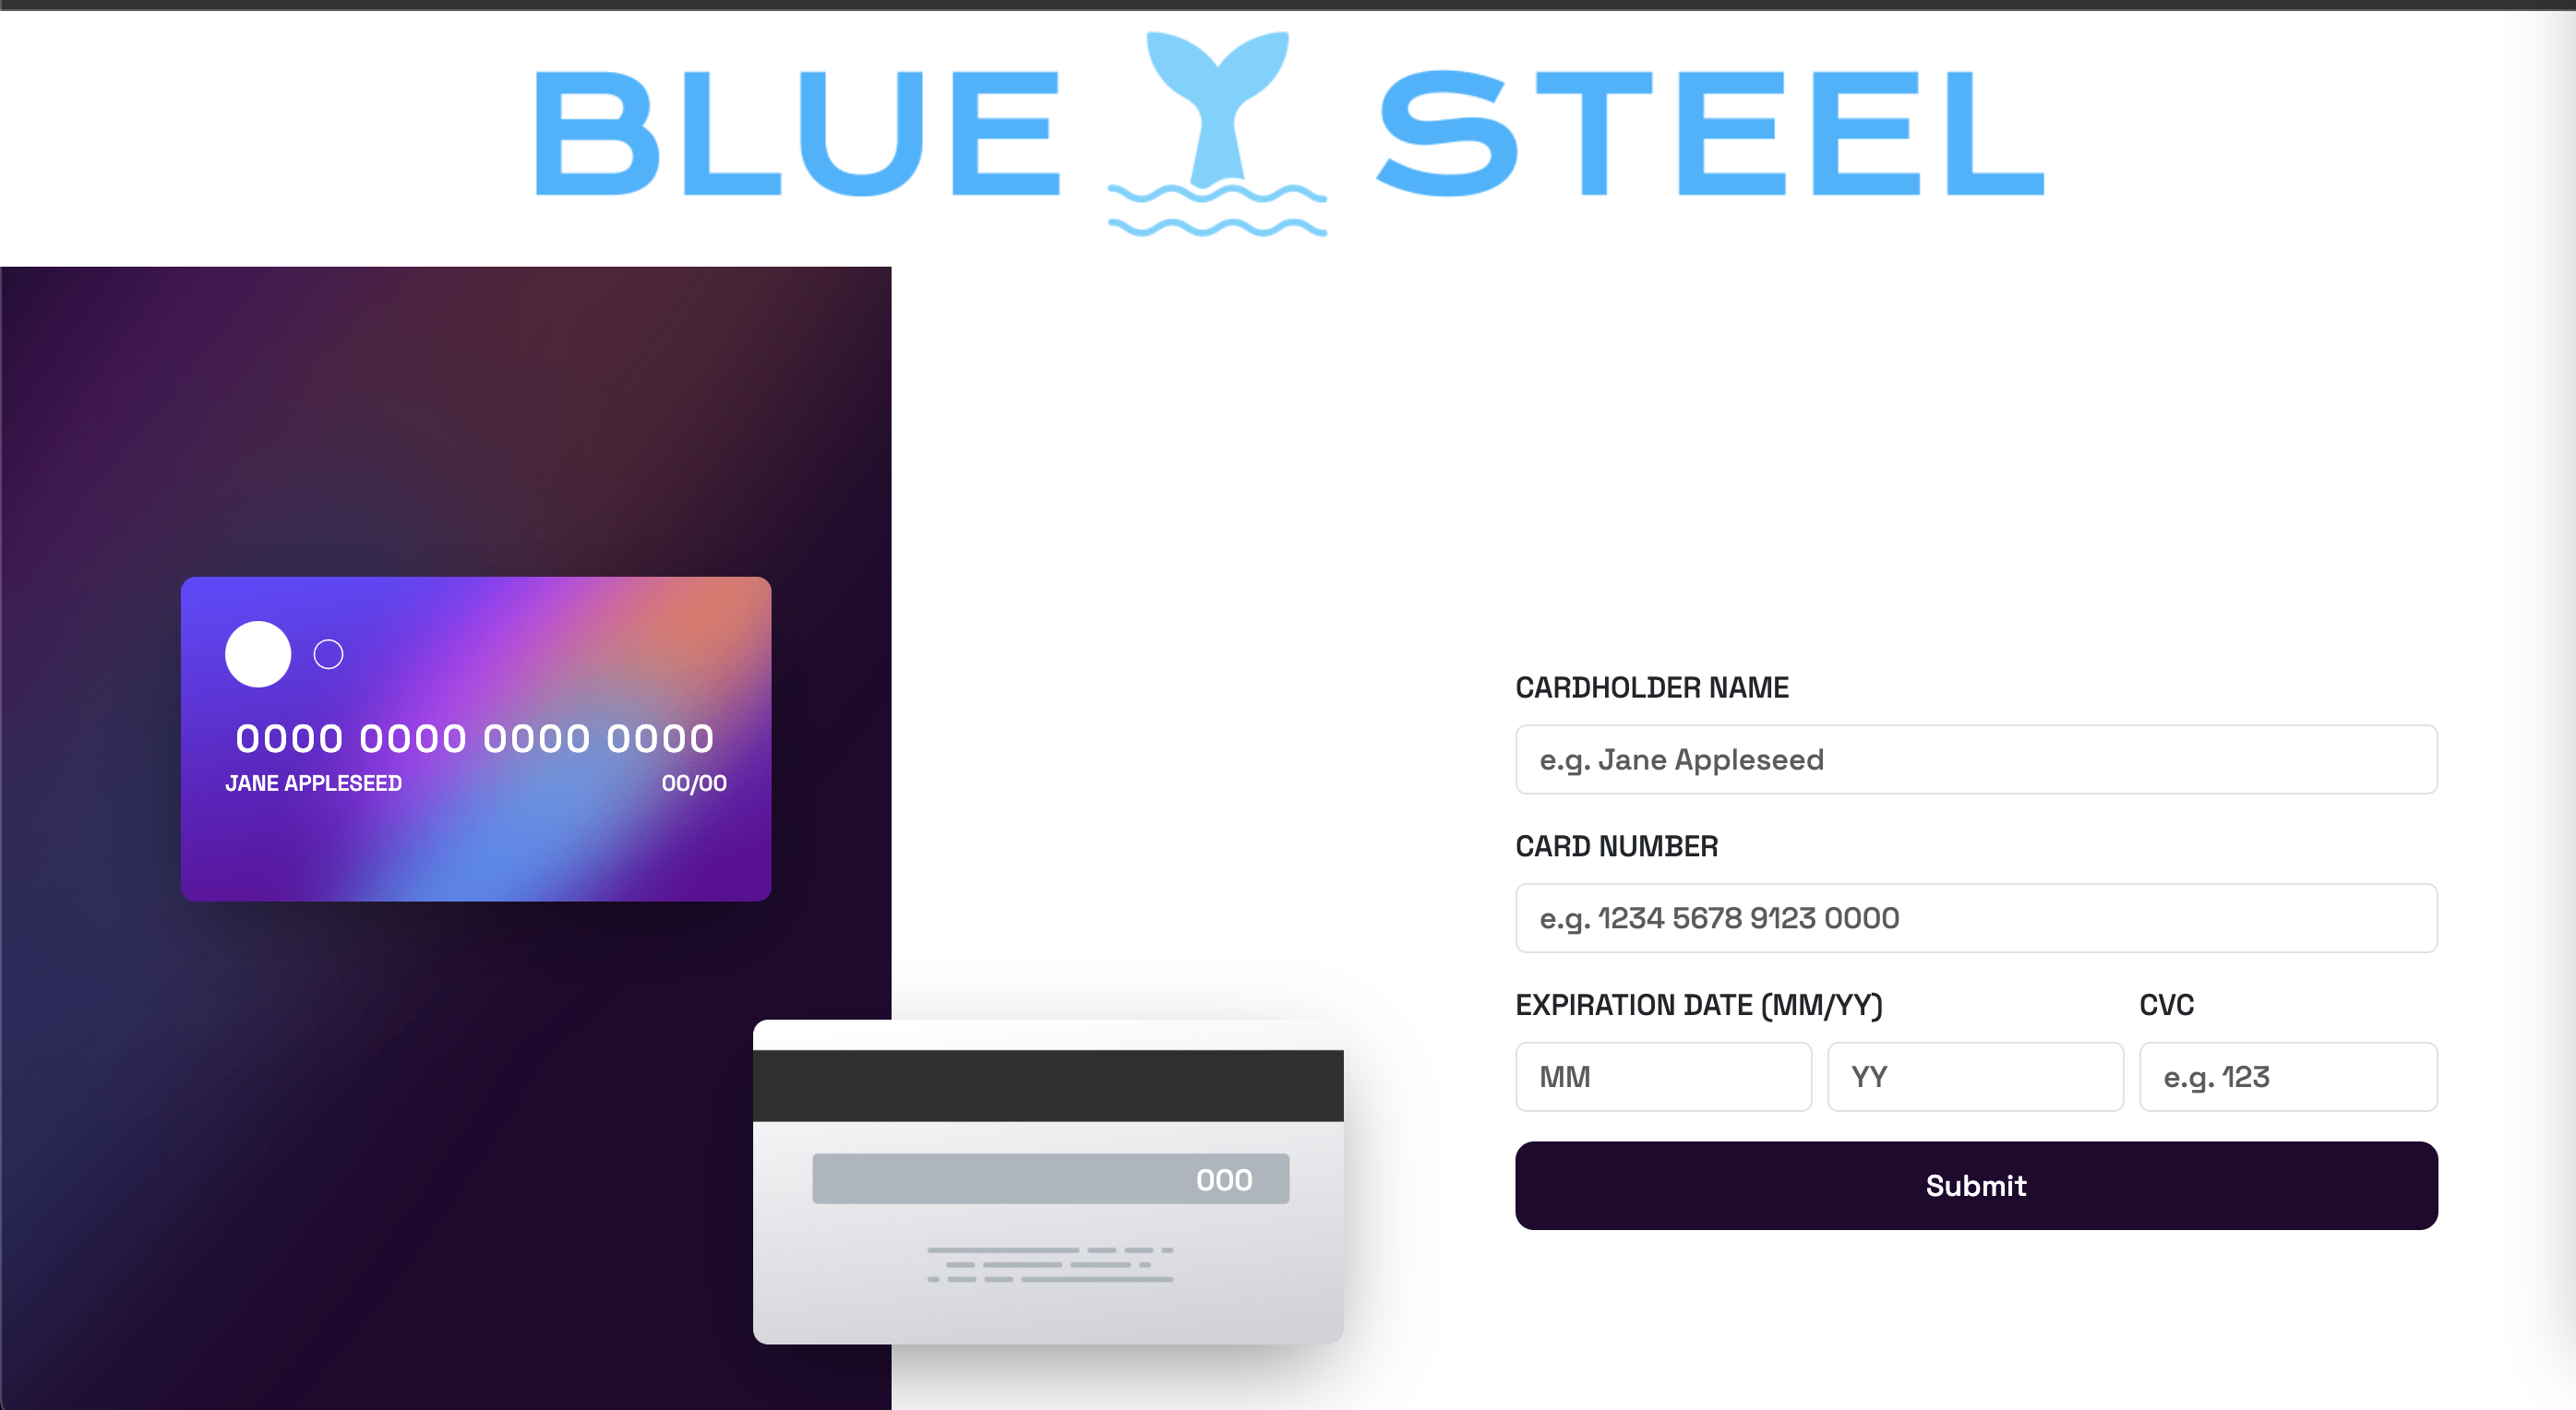 BLUE STEEL
0000 0000 0000 0000
JANE APPLESEED 00/00
000
CARDHOLDER NAME
e.g. Jane Appleseed
CARD NUMBER
e.g. 1234 5678 9123 0000
EXPIRATION DATE (MM/YY) CVC
MM YY e.g. 123
Submit